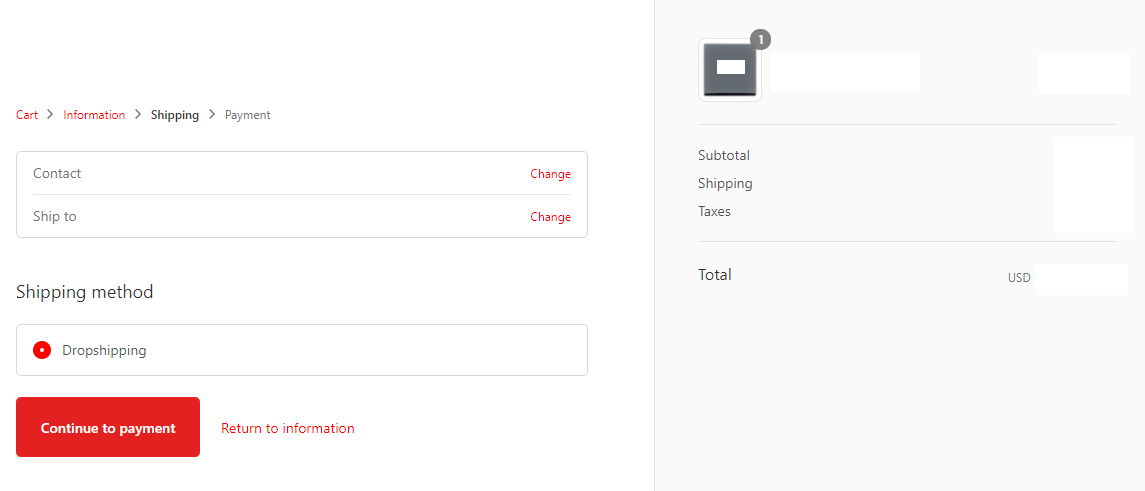 Cart > Information > Shipping > Payment
Contact Change
Ship to Change
Shipping method
Dropshipping
Continue to payment Return to information
1
Subtotal
Shipping
Taxes
Total USD